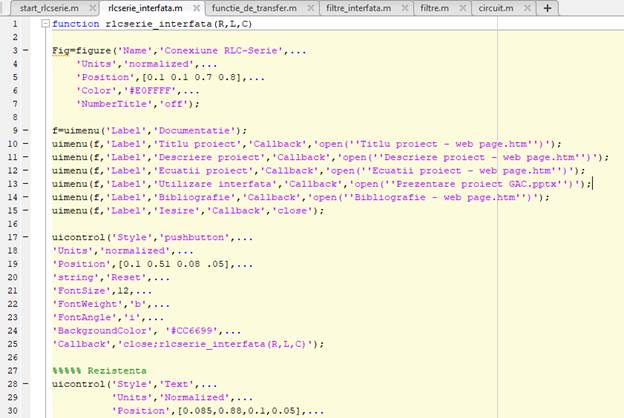 start_rlcserie.m × rlcserie_interfata.m × functie_de_transfer.m × filtre_interfata.m × filtre.m × circuit.m × +
1 function rlcserie_interfata(R,L,C)
2
3 Fig=figure('Name','Conexiune RLC-Serie',...
4 'Units','normalized',...
5 'Position',[0.1 0.1 0.7 0.8],...
6 'Color','#E0FFFF',...
7 'NumberTitle','off');
8
9 f=uimenu('Label','Documentatie');
10 uimenu(f,'Label','Titlu proiect','Callback','open(''Titlu proiect - web page.htm'')');
11 uimenu(f,'Label','Descriere proiect','Callback','open(''Descriere proiect - web page.htm'')');
12 uimenu(f,'Label','Ecuatii proiect','Callback','open(''Ecuatii proiect - web page.htm'')');
13 uimenu(f,'Label','Utilizare interfata','Callback','open(''Prezentare proiect GAC.pptx'')');
14 uimenu(f,'Label','Bibliografie','Callback','open(''Bibliografie - web page.htm'')');
15 uimenu(f,'Label','Iesire','Callback','close');
16
17 uicontrol('Style','pushbutton',...
18 'Units','normalized',...
19 'Position',[0.1 0.51 0.08 .05],...
20 'string','Reset',...
21 'FontSize',12,...
22 'FontWeight','b',...
23 'FontAngle','i',...
24 'BackgroundColor', '#CC6699',...
25 'Callback','close;rlcserie_interfata(R,L,C)');
26
27 %%%%% Rezistenta
28 uicontrol('Style','Text',...
29 'Units','Normalized',...
30 'Position',[0.085,0.88,0.1,0.05],...